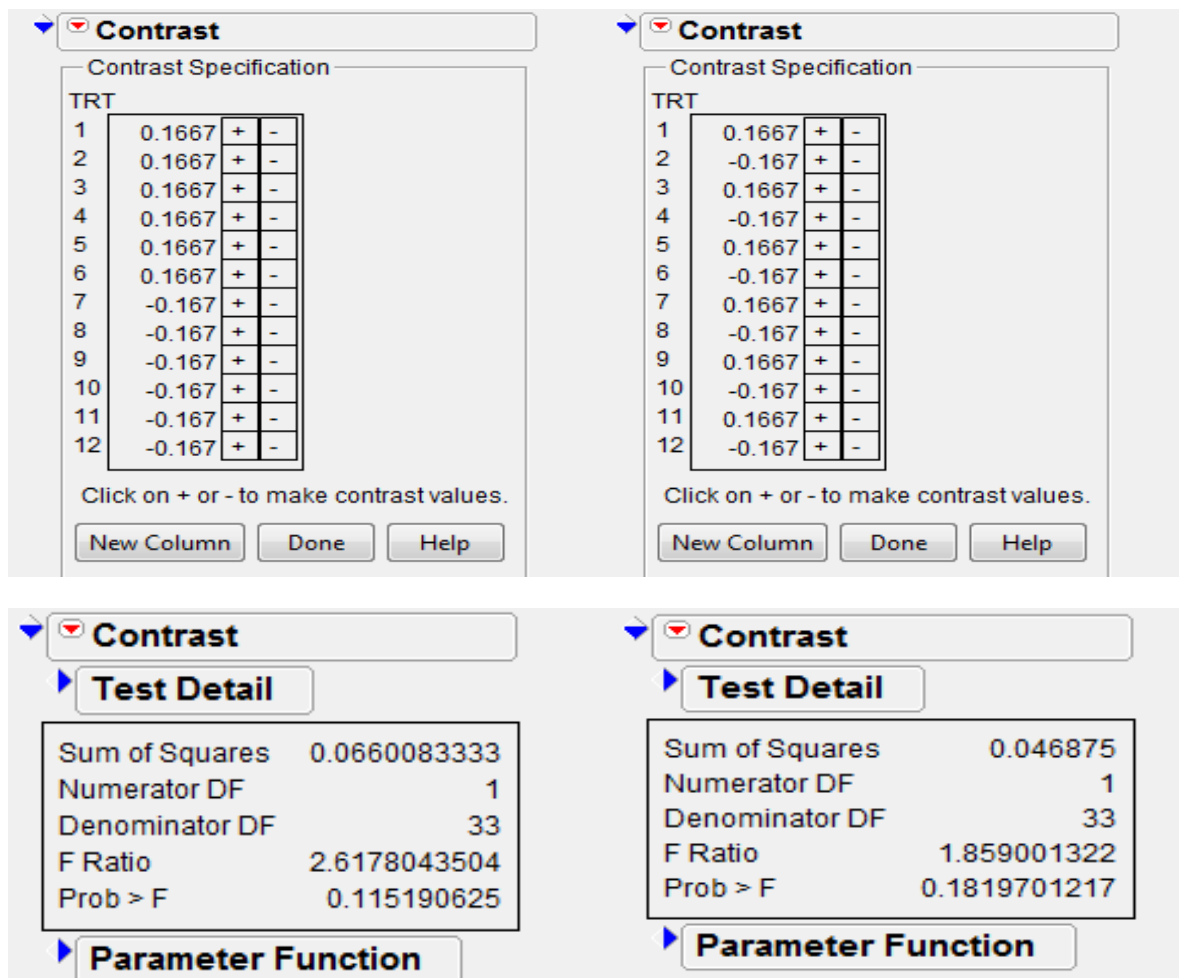 Contrast
Contrast Specification
TRT
1 0.1667 + -
2 0.1667 + -
3 0.1667 + -
4 0.1667 + -
5 0.1667 + -
6 0.1667 + -
7 -0.167 + -
8 -0.167 + -
9 -0.167 + -
10 -0.167 + -
11 -0.167 + -
12 -0.167 + -
Click on + or - to make contrast values.
New Column Done Help
Contrast
Contrast Specification
TRT
1 0.1667 + -
2 -0.167 + -
3 0.1667 + -
4 -0.167 + -
5 0.1667 + -
6 -0.167 + -
7 0.1667 + -
8 -0.167 + -
9 0.1667 + -
10 -0.167 + -
11 0.1667 + -
12 -0.167 + -
Click on + or - to make contrast values.
New Column Done Help
Contrast
Test Detail
Sum of Squares 0.0660083333
Numerator DF 1
Denominator DF 33
F Ratio 2.6178043504
Prob > F 0.115190625
Parameter Function
Contrast
Test Detail
Sum of Squares 0.046875
Numerator DF 1
Denominator DF 33
F Ratio 1.859001322
Prob > F 0.1819701217
Parameter Function